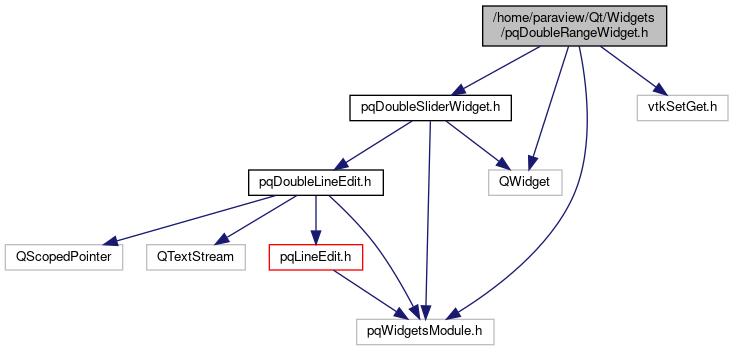 /home/paraview/Qt/Widgets
/pqDoubleRangeWidget.h
pqDoubleSliderWidget.h
vtkSetGet.h
pqDoubleLineEdit.h
QWidget
QScopedPointer
QTextStream
pqLineEdit.h
pqWidgetsModule.h